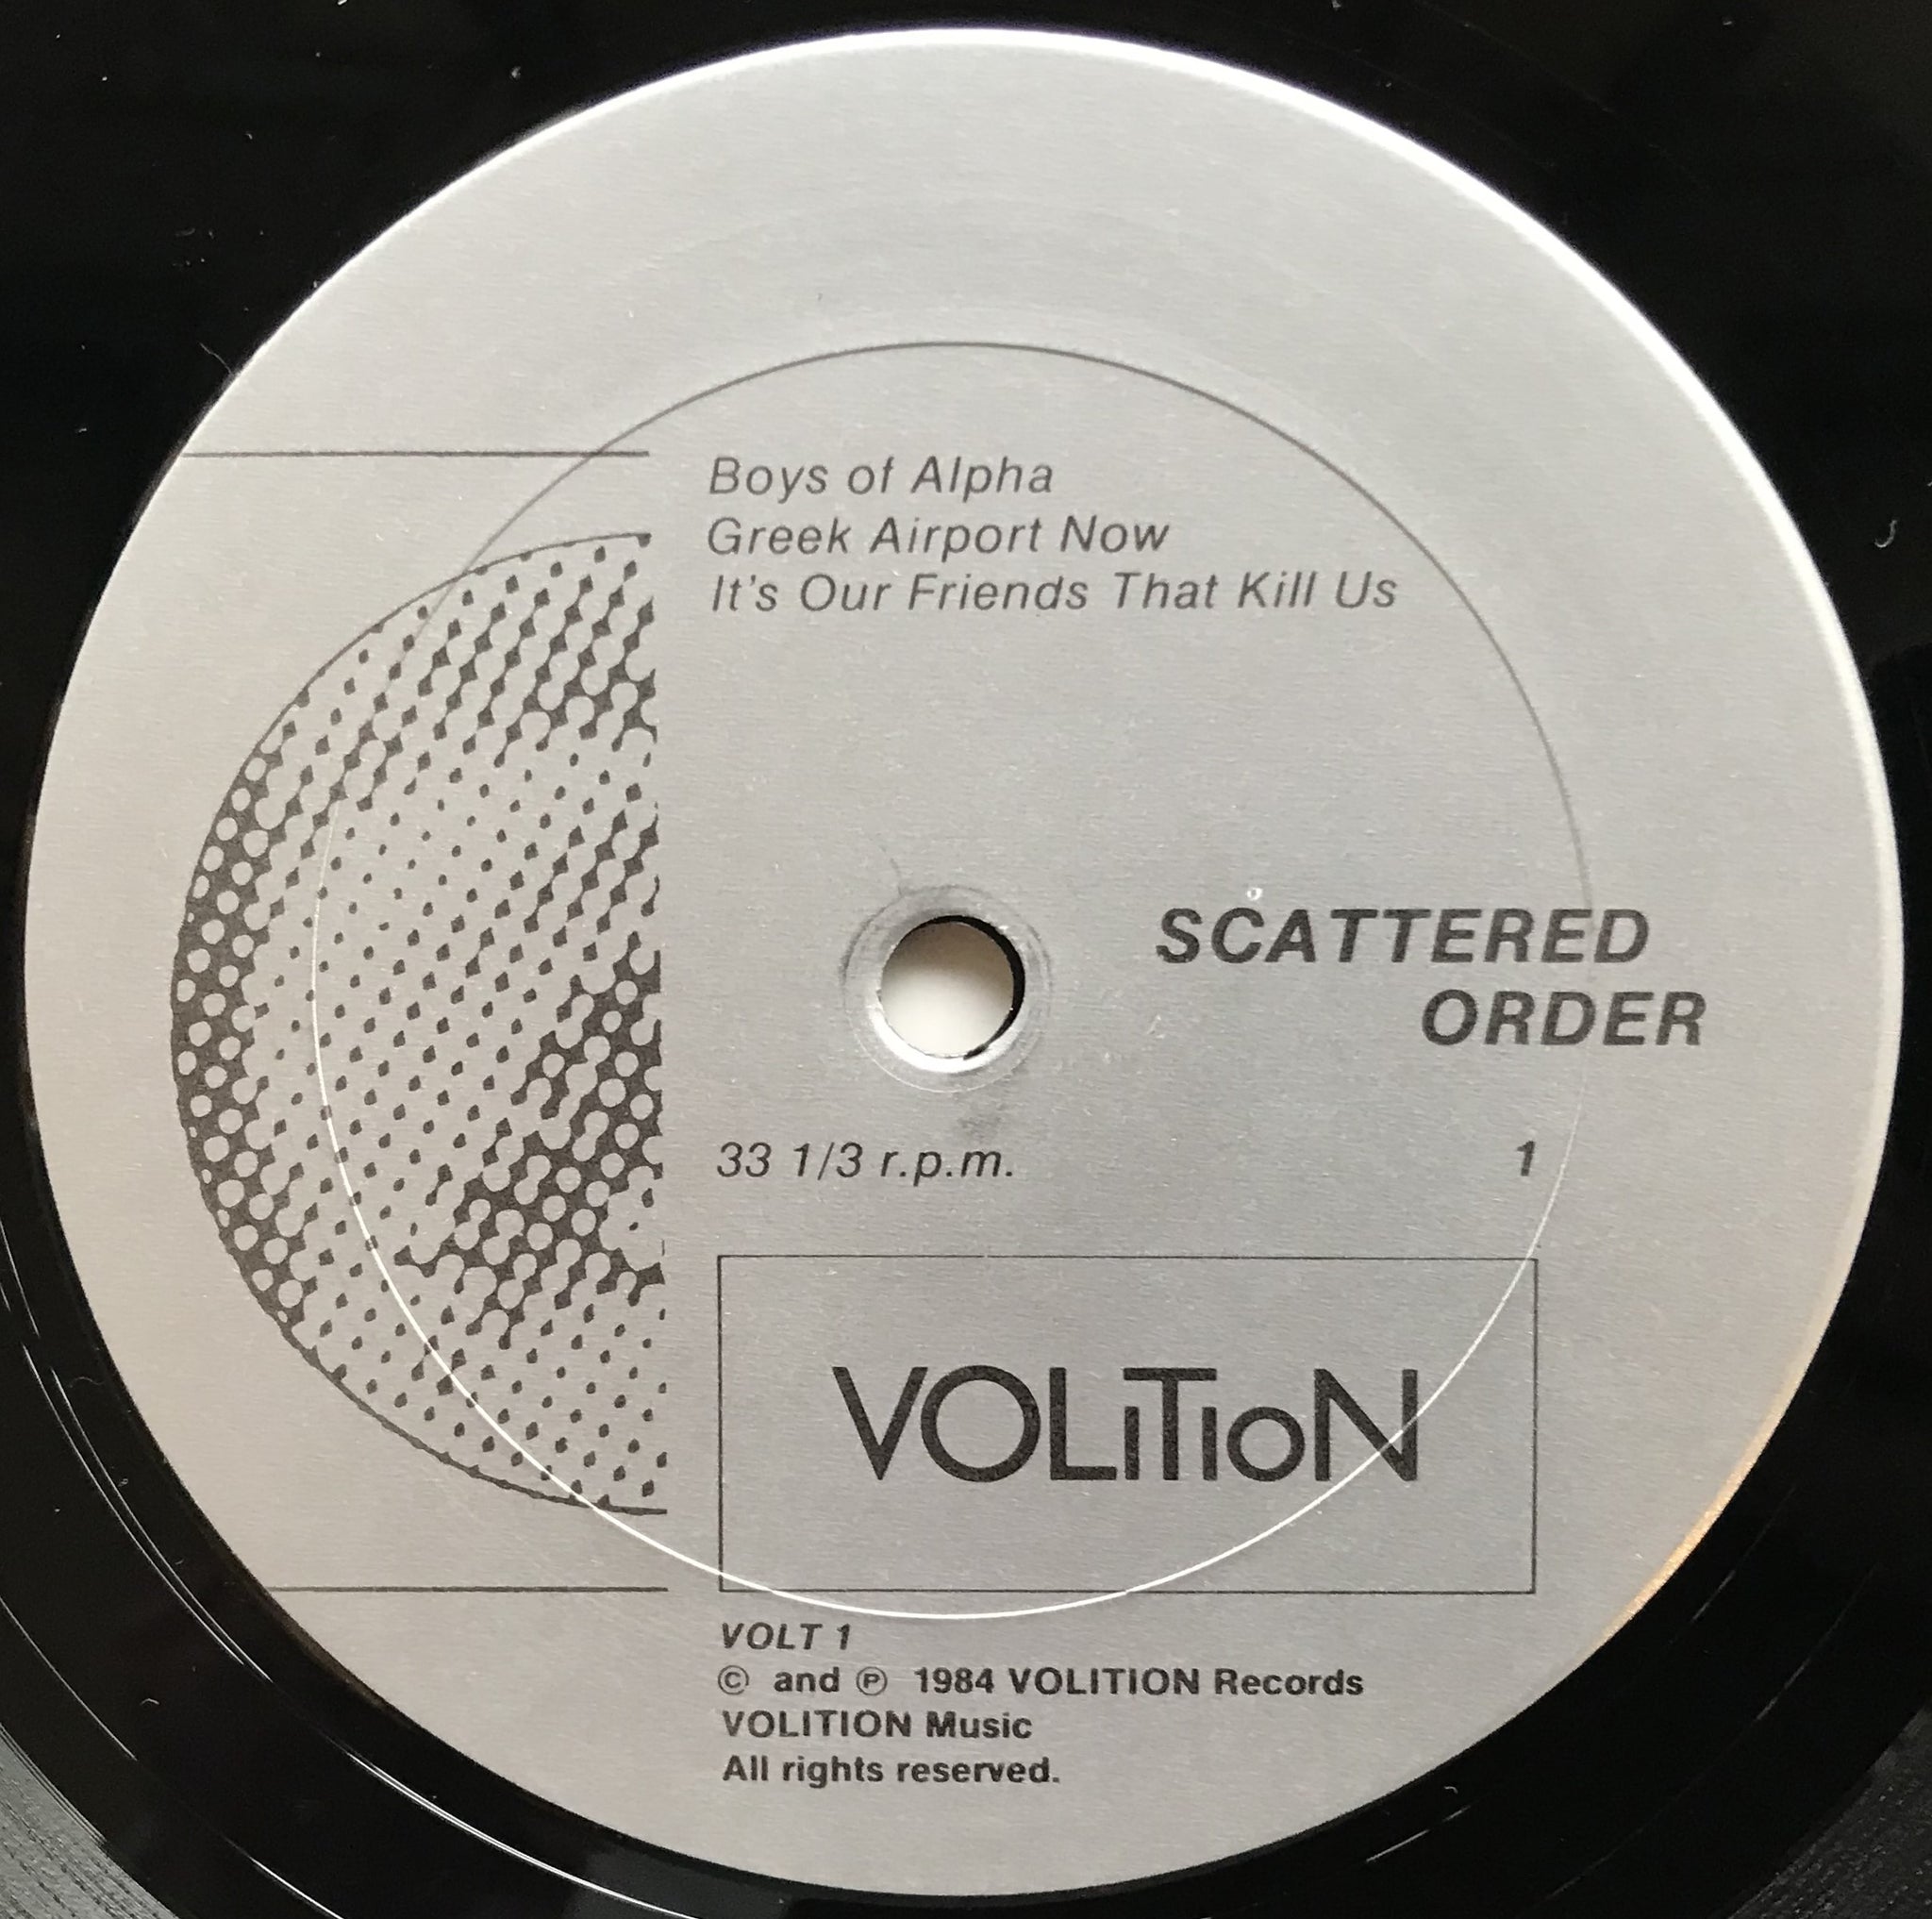 Boys of Alpha
Greek Airport Now
It's Our Friends That Kill Us
SCATTERED
ORDER
33 1/3 r.p.m. 1
VOLiTioN
VOLT 1
© and ℗ 1984 VOLITION Records
VOLITION Music
All rights reserved.